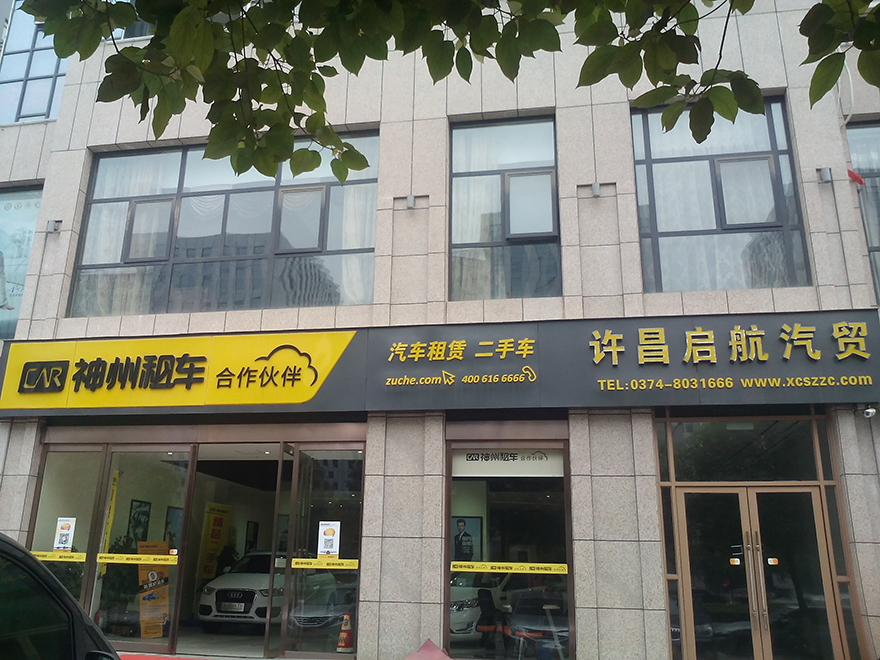 CAR 神州租车 合作伙伴
汽车租赁 二手车
zuche.com 400 616 6666
许昌启航汽贸
TEL:0374-8031666 www.xcszzc.com
CAR 神州租车 合作伙伴